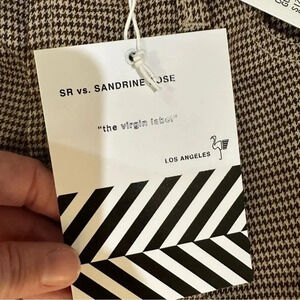 SR vs. SANDRINE ROSE
"the virgin label"
LOS ANGELES